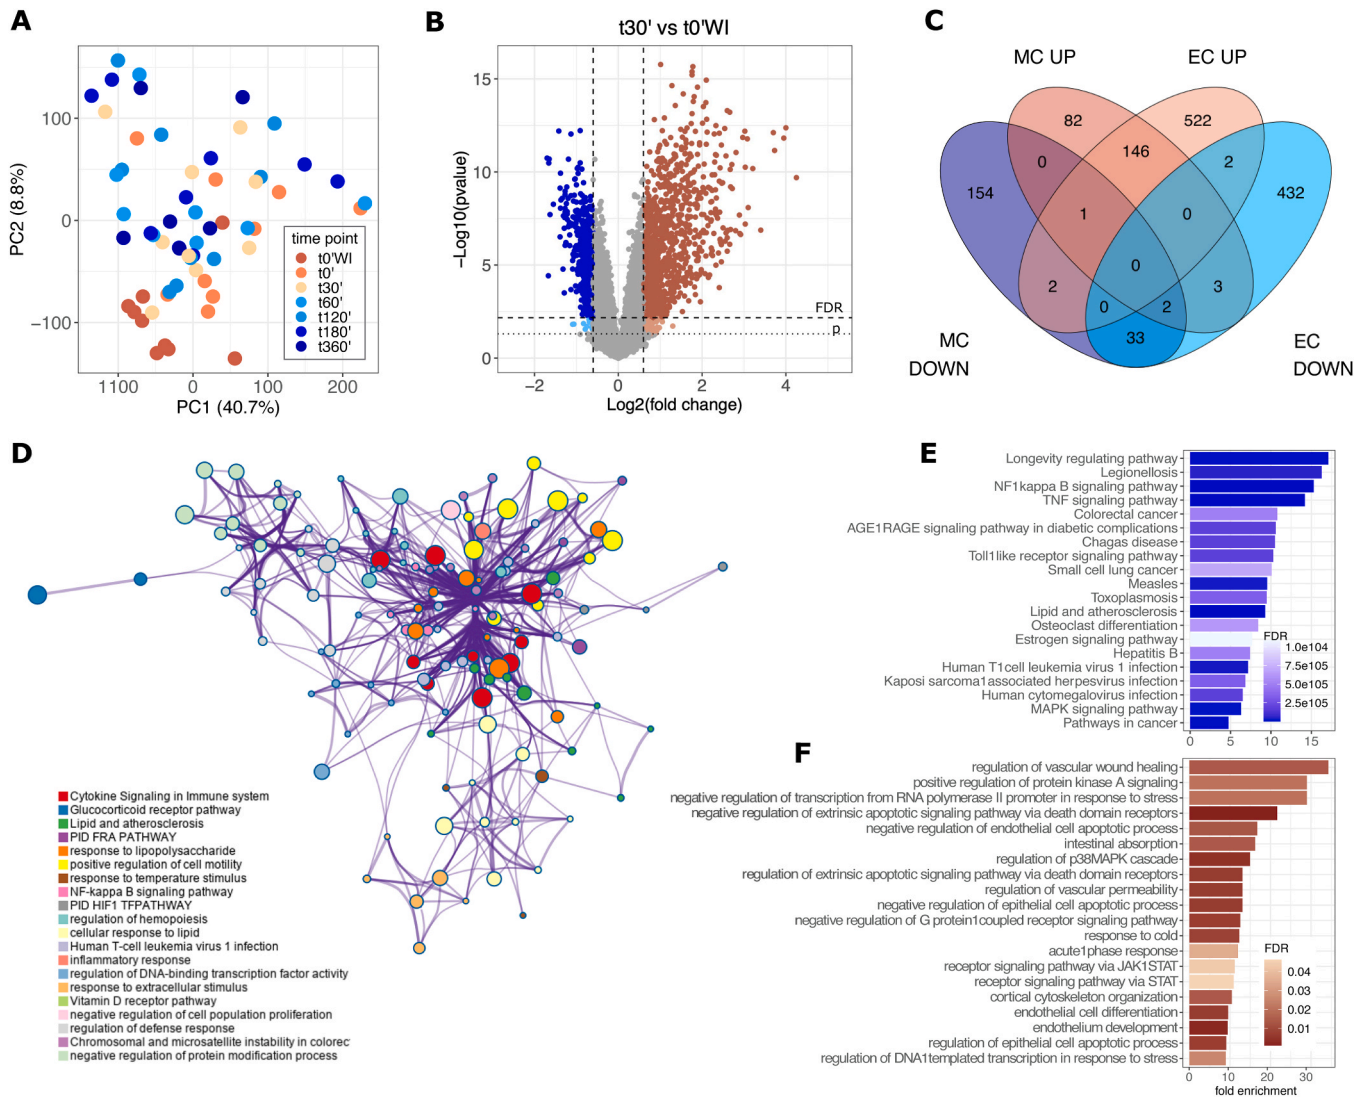 A
100
0
−100
1100
0
100
200
PC2 (8.8%)
PC1 (40.7%)
time point
t0'WI
t0'
t30'
t60'
t120'
t180'
t360'
B
t30' vs t0'WI
15
10
5
0
−2
0
2
4
−Log10(pvalue)
Log2(fold change)
FDR
p
C
MC UP
EC UP
82
522
154
0
146
2
432
1
0
2
0
3
0
2
33
MC
DOWN
EC
DOWN
D
Cytokine Signaling in Immune system
Glucocorticoid receptor pathway
Lipid and atherosclerosis
PID FRA PATHWAY
response to lipopolysaccharide
positive regulation of cell motility
response to temperature stimulus
NF-kappa B signaling pathway
PID HIF1 TFPATHWAY
regulation of hemopoiesis
cellular response to lipid
Human T-cell leukemia virus 1 infection
inflammatory response
regulation of DNA-binding transcription factor activity
response to extracellular stimulus
Vitamin D receptor pathway
negative regulation of cell population proliferation
regulation of defense response
Chromosomal and microsatellite instability in colorec
negative regulation of protein modification process
E
Longevity regulating pathway
Legionellosis
NF1kappa B signaling pathway
TNF signaling pathway
Colorectal cancer
AGE1RAGE signaling pathway in diabetic complications
Chagas disease
Toll1like receptor signaling pathway
Small cell lung cancer
Measles
Toxoplasmosis
Lipid and atherosclerosis
Osteoclast differentiation
Estrogen signaling pathway
Hepatitis B
Human T1cell leukemia virus 1 infection
Kaposi sarcoma1associated herpesvirus infection
Human cytomegalovirus infection
MAPK signaling pathway
Pathways in cancer
FDR
1.0e104
7.5e105
5.0e105
2.5e105
0
5
10
15
F
regulation of vascular wound healing
positive regulation of protein kinase A signaling
negative regulation of transcription from RNA polymerase II promoter in response to stress
negative regulation of extrinsic apoptotic signaling pathway via death domain receptors
negative regulation of endothelial cell apoptotic process
intestinal absorption
regulation of p38MAPK cascade
regulation of extrinsic apoptotic signaling pathway via death domain receptors
regulation of vascular permeability
negative regulation of epithelial cell apoptotic process
negative regulation of G protein1coupled receptor signaling pathway
response to cold
acute1phase response
receptor signaling pathway via JAK1STAT
receptor signaling pathway via STAT
cortical cytoskeleton organization
endothelial cell differentiation
endothelium development
regulation of epithelial cell apoptotic process
regulation of DNA1templated transcription in response to stress
FDR
0.04
0.03
0.02
0.01
0
10
20
30
fold enrichment